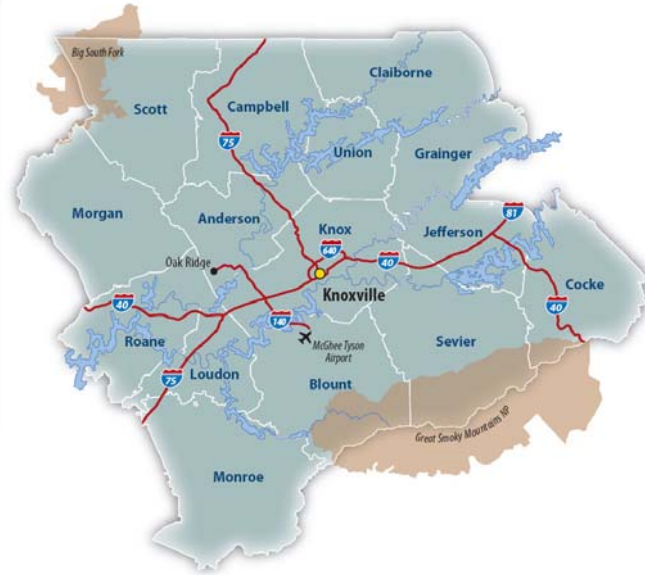 Big South Fork
Claiborne
Scott
Campbell
75
Union
Grainger
Morgan
Anderson
Knox
Jefferson
81
640
Oak Ridge
40
Cocke
Knoxville
40
40
140
McGhee Tyson
Airport
Sevier
Roane
75
Loudon
Blount
Great Smoky Mountains NP
Monroe